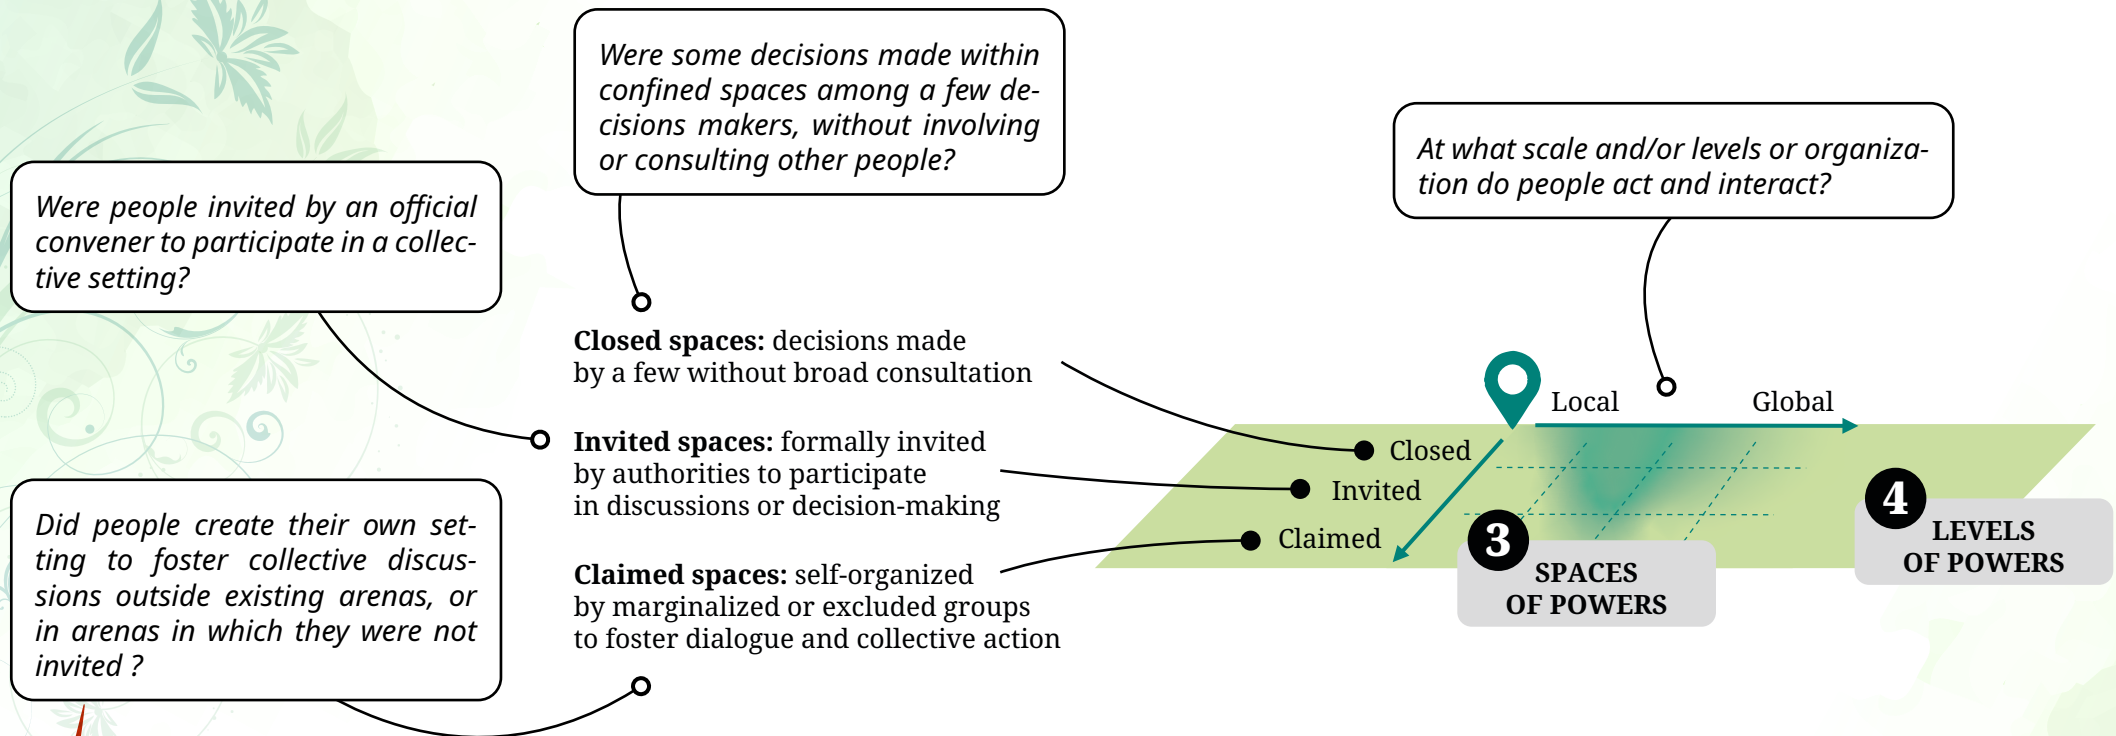 Were some decisions made within
confined spaces among a few de-
cisions makers, without involving
or consulting other people?
At what scale and/or levels or organiza-
tion do people act and interact?
Were people invited by an official
convener to participate in a collec-
tive setting?
Did people create their own set-
ting to foster collective discus-
sions outside existing arenas, or
in arenas in which they were not
invited ?
Closed spaces: decisions made
by a few without broad consultation
Invited spaces: formally invited
by authorities to participate
in discussions or decision-making
Claimed spaces: self-organized
by marginalized or excluded groups
to foster dialogue and collective action
Local
Global
Closed
Invited
Claimed
3
SPACES
OF POWERS
4
LEVELS
OF POWERS